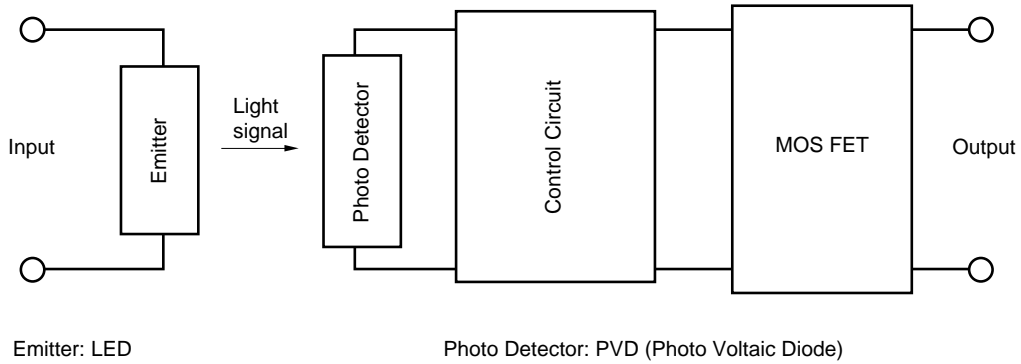 Input
Emitter
Light
signal
Photo Detector
Control Circuit
MOS FET
Output
Emitter: LED
Photo Detector: PVD (Photo Voltaic Diode)